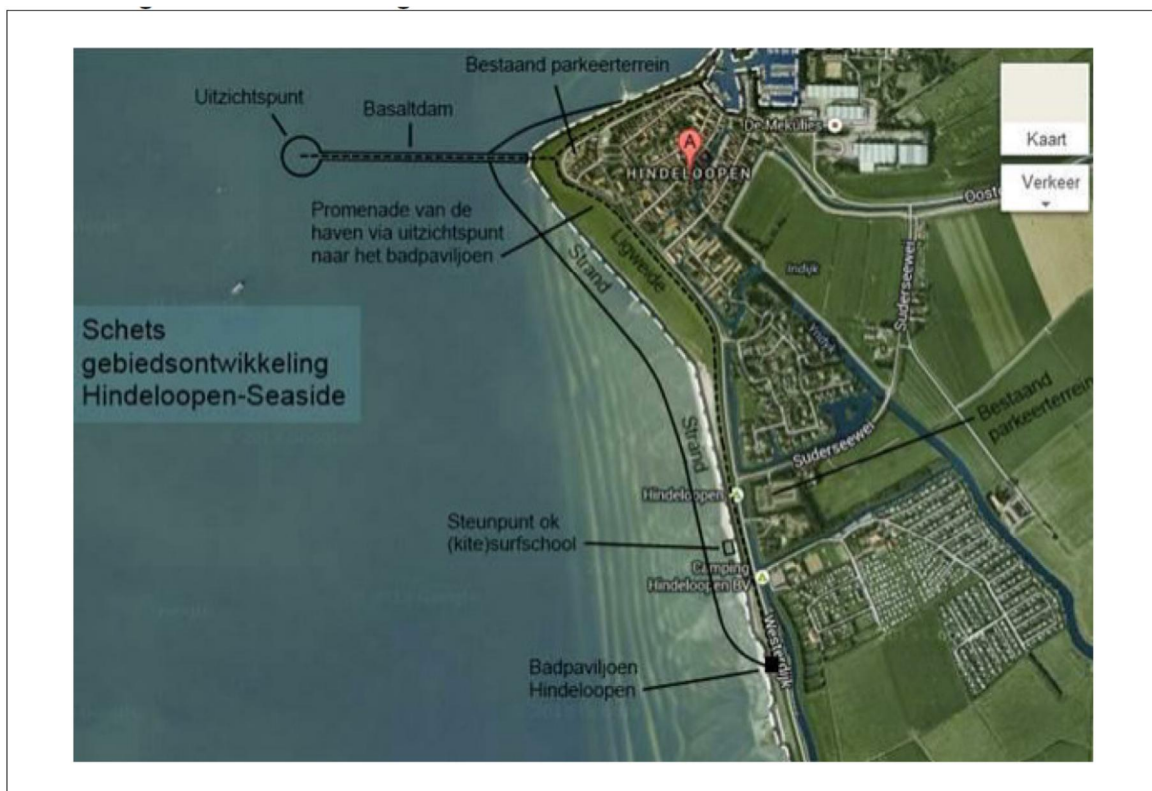 Bestaand parkeerterrein
Uitzichtspunt
Basaltdam
De Mekulies
Kaart
A
HINDELOOPEN
Verkeer
Promenade van de
haven via uitzichtspunt
naar het badpaviljoen
Ligweide
Strand
Indijk
Suderseewei
Schets
gebiedsontwikkeling
Hindeloopen-Seaside
Bestaand
parkeerterrein
Strand
Suderseewei
Hindeloopen
Steunpunt ok
(kite)surfschool
Camping
Hindeloopen BV
Westerdijk
Badpaviljoen
Hindeloopen